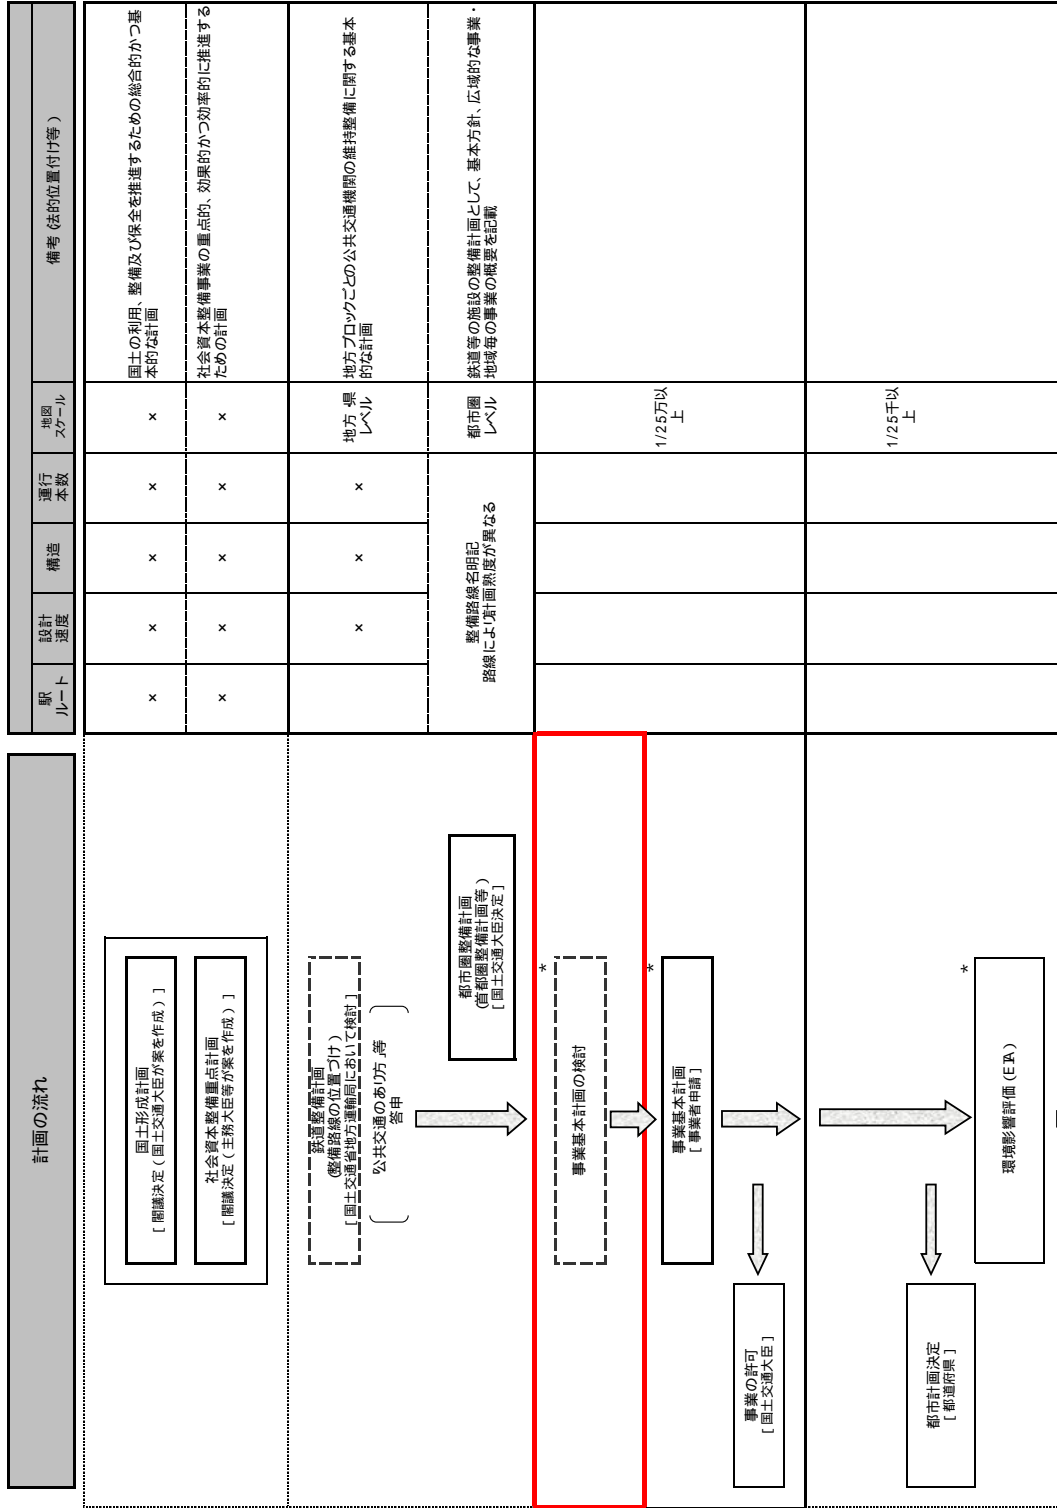 計画の流れ
駅
ルート
設計
速度
構造
運行
本数
地図
スケール
備考（法的位置付け等）
国土形成計画
[ 閣議決定（国土交通大臣が案を作成）]
×
×
×
×
×
国土の利用、整備及び保全を推進するための総合的かつ基
本的な計画
社会資本整備重点計画
[ 閣議決定（主務大臣等が案を作成）]
×
×
×
×
×
社会資本整備事業の重点的、効果的かつ効率的に推進する
ための計画
鉄道整備計画
（整備路線の位置づけ）
[ 国土交通省地方運輸局において検討 ]
公共交通のあり方等
答申
×
×
×
地方・県
レベル
地方ブロックごとの公共交通機関の維持整備に関する基本
的な計画
都市圏整備計画
（首都圏整備計画等）
[ 国土交通大臣決定 ]
整備路線名明記
路線により計画熟度が異なる
都市圏
レベル
鉄道等の施設の整備計画として、基本方針、広域的な事業・
地域毎の事業の概要を記載
*
事業基本計画の検討
*
事業基本計画
[ 事業者申請 ]
1/25万以
上
事業の許可
[ 国土交通大臣 ]
都市計画決定
[ 都道府県 ]
*
環境影響評価（EIA）
1/25千以
上